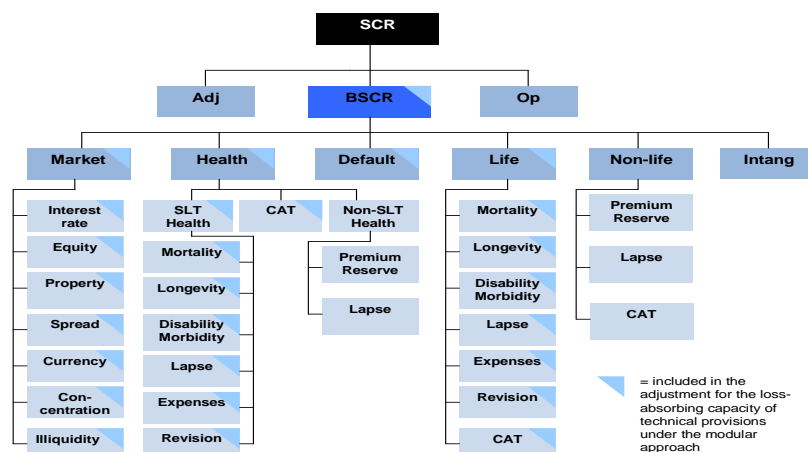 SCR
Adj
BSCR
Op
Market
Health
Default
Life
Non-life
Intang
Interest
rate
Equity
Property
Spread
Currency
Con-
centration
Illiquidity
SLT
Health
CAT
Non-SLT
Health
Mortality
Longevity
Disability
Morbidity
Lapse
Expenses
Revision
Premium
Reserve
Lapse
Mortality
Longevity
Disability
Morbidity
Lapse
Expenses
Revision
CAT
Premium
Reserve
Lapse
CAT
= included in the
adjustment for the loss-
absorbing capacity of
technical provisions
under the modular
approach